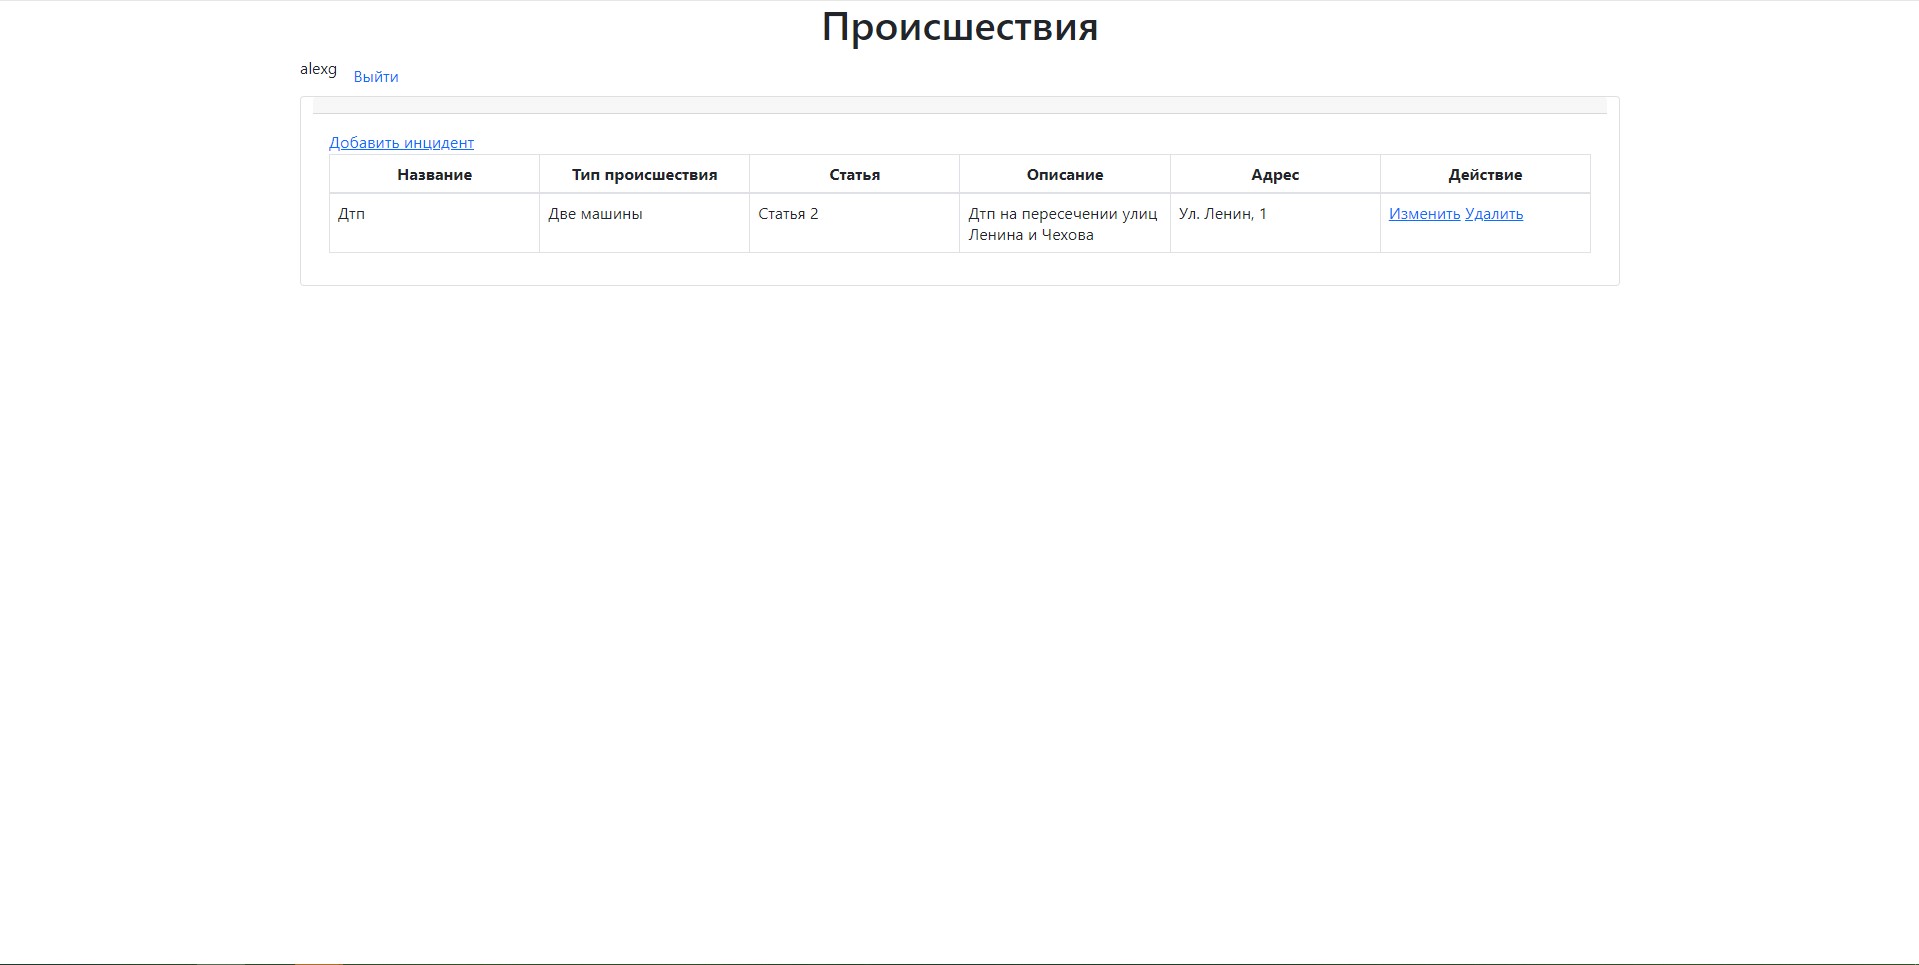 Происшествия
alexg Выйти
Добавить инцидент
Название Тип происшествия Статья Описание Адрес Действие
Дтп Две машины Статья 2 Дтп на пересечении улиц Ул. Ленин, 1 Изменить Удалить
Ленина и Чехова